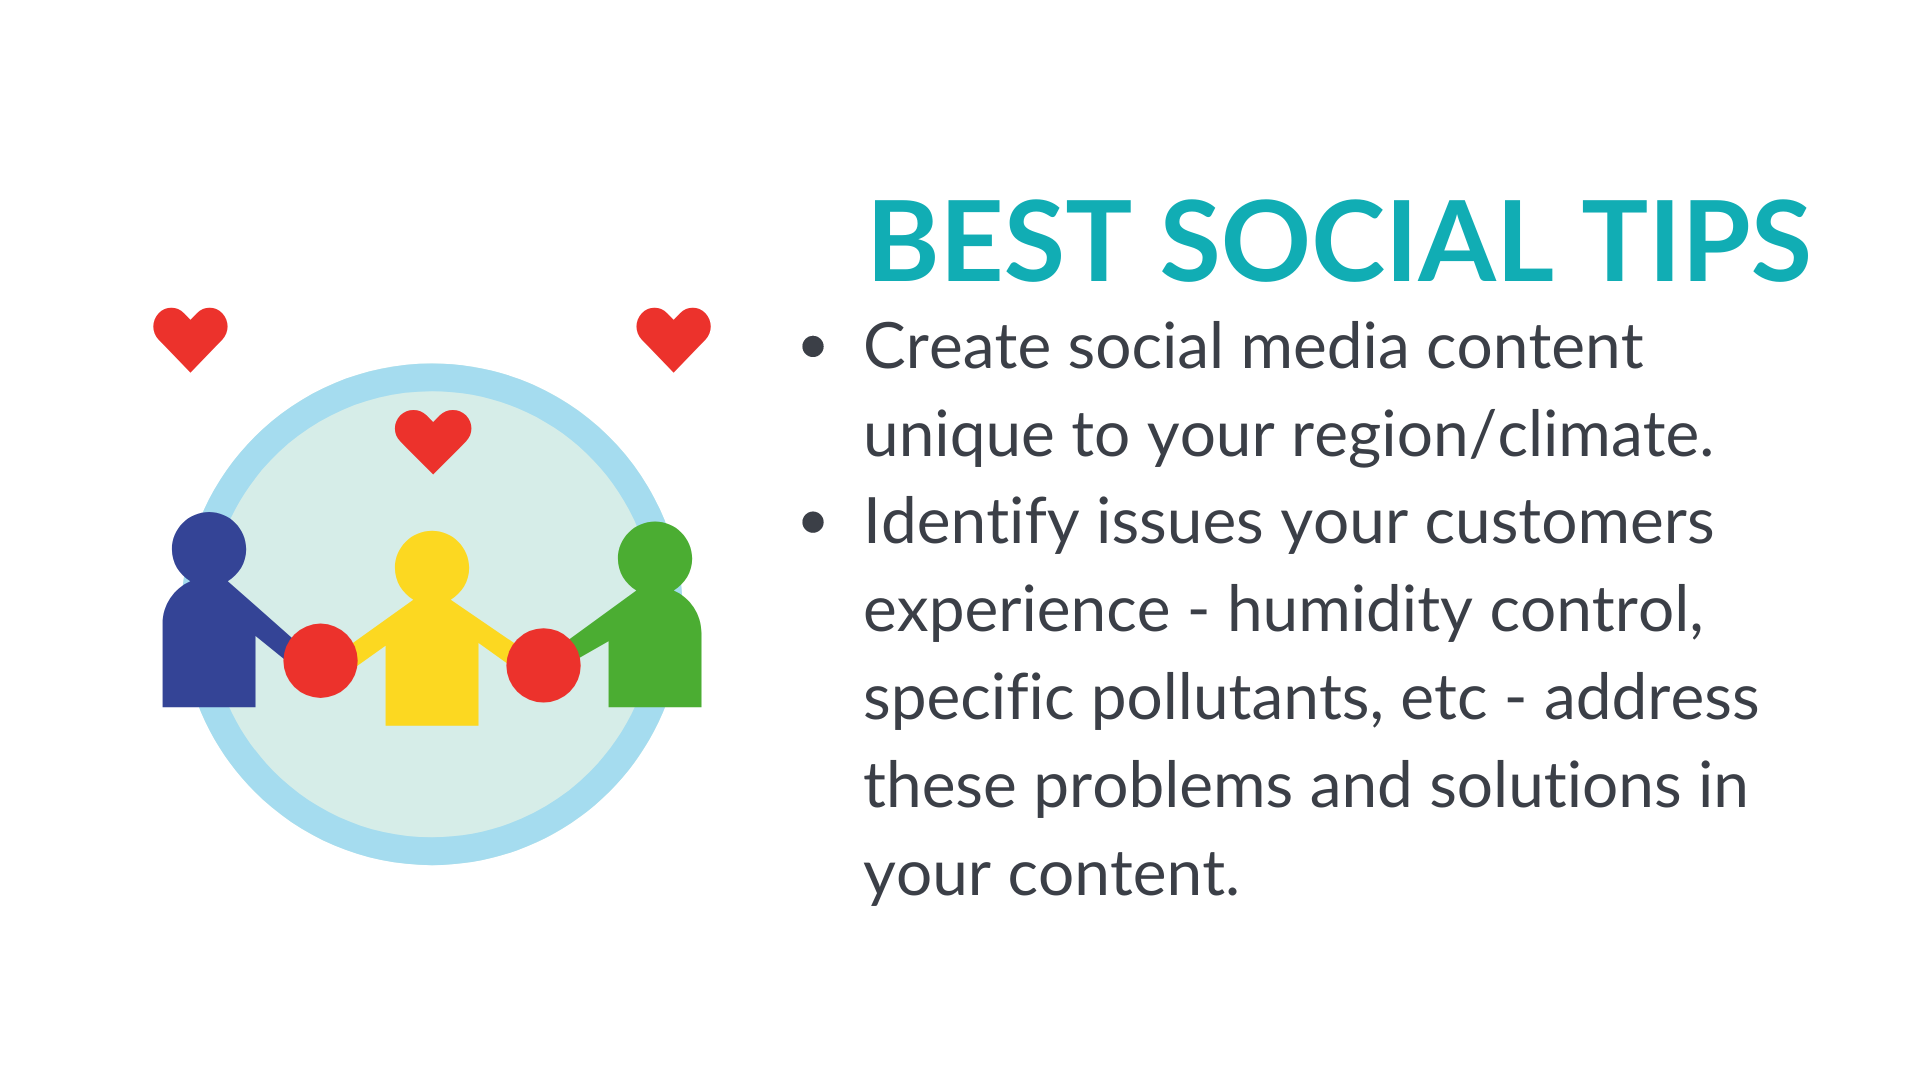 BEST SOCIAL TIPS
• Create social media content
unique to your region/climate.
• Identify issues your customers
experience - humidity control,
specific pollutants, etc - address
these problems and solutions in
your content.